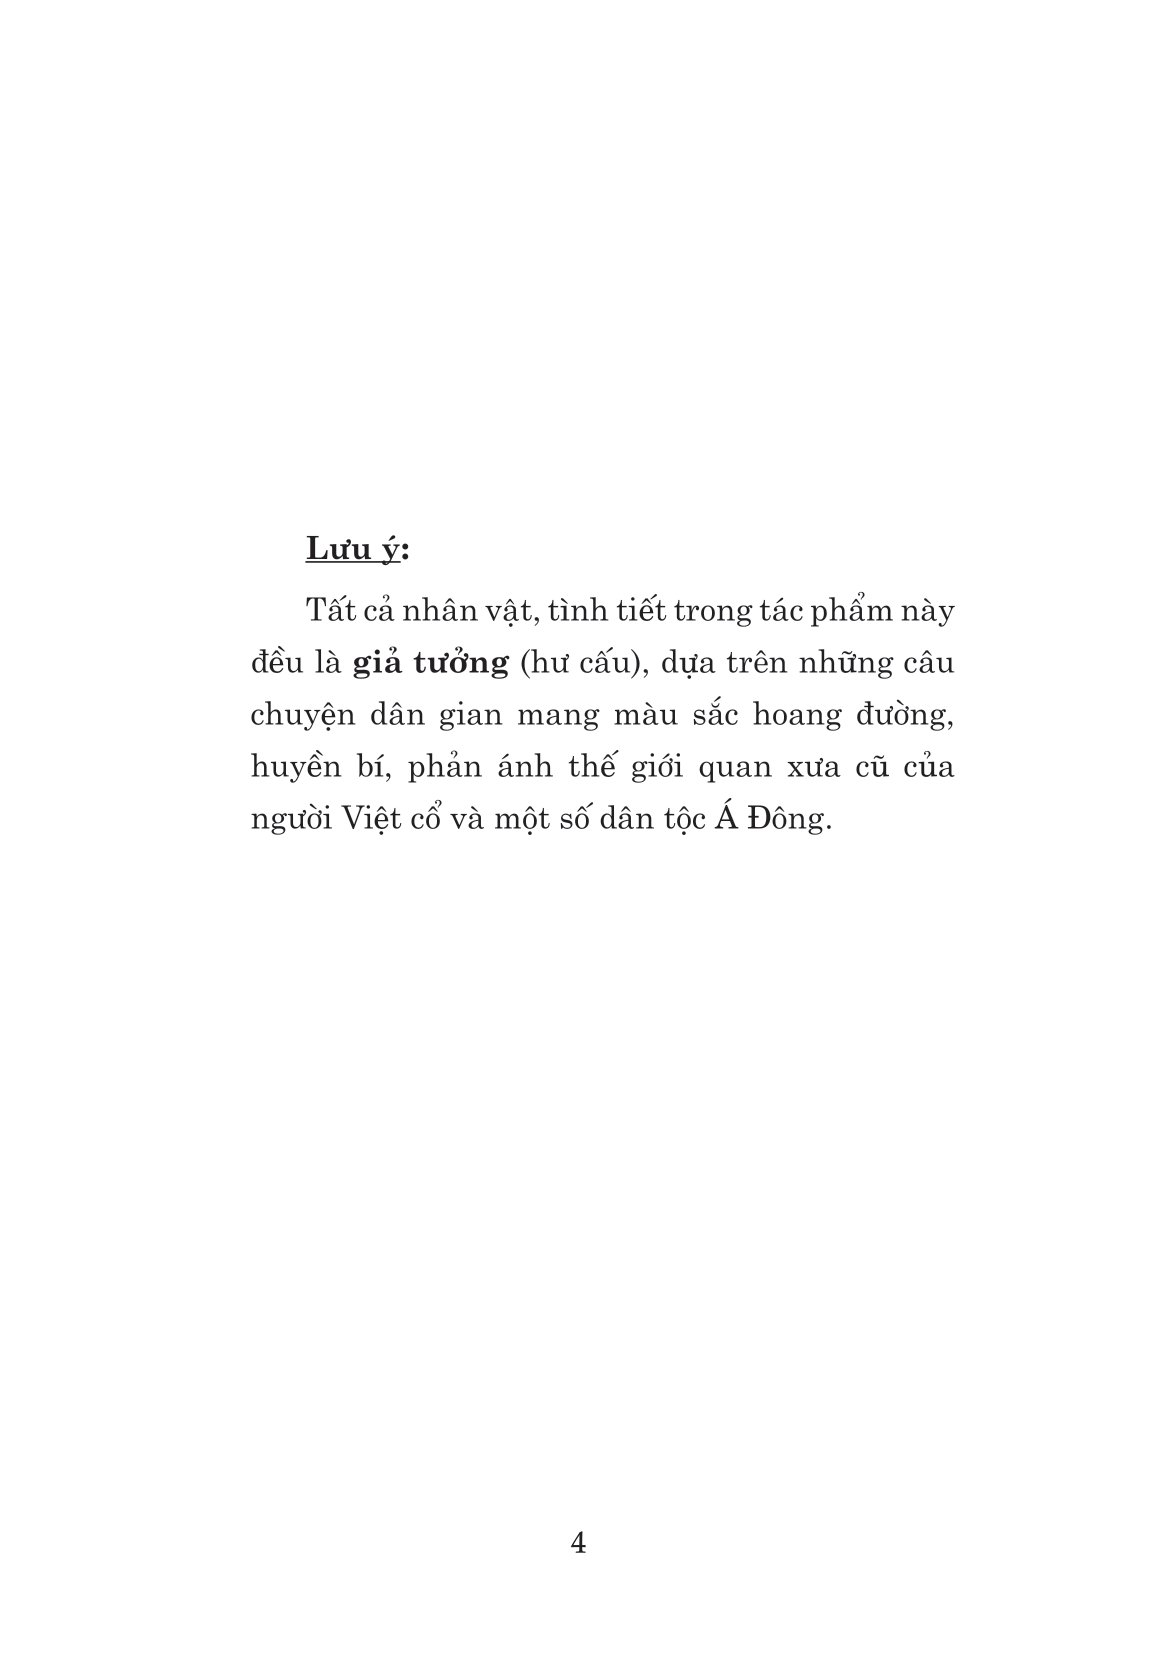 Lưu ý:
Tất cả nhân vật, tình tiết trong tác phẩm này
đều là giả tưởng (hư cấu), dựa trên những câu
chuyện dân gian mang màu sắc hoang đường,
huyền bí, phản ánh thế giới quan xưa cũ của
người Việt cổ và một số dân tộc Á Đông.
4